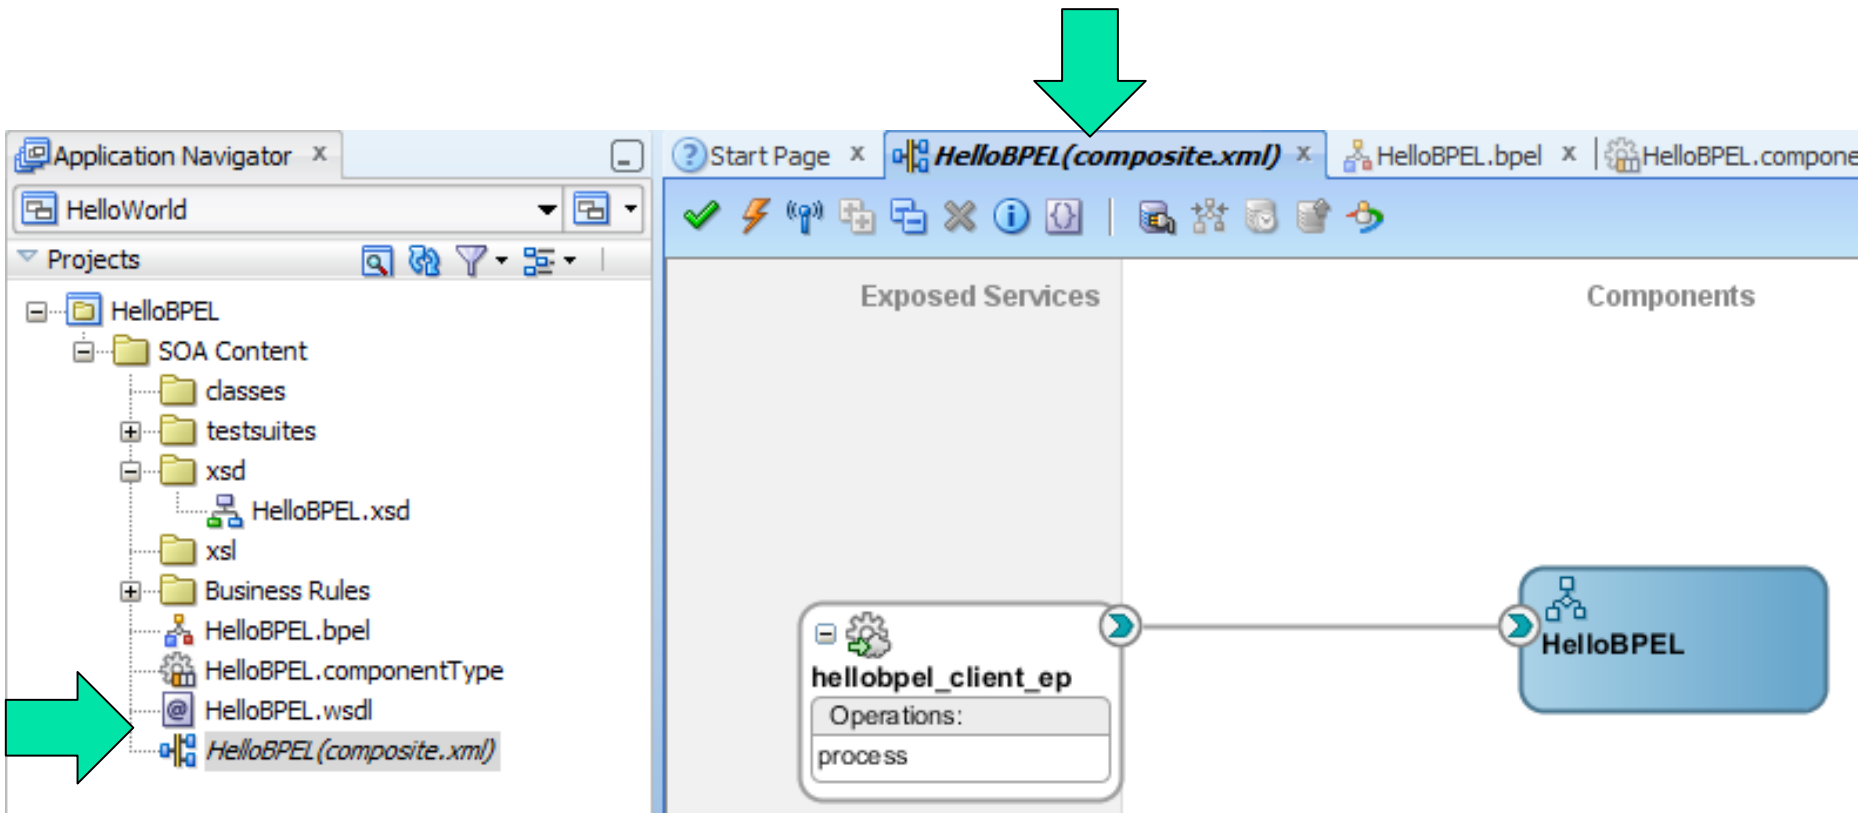 Application Navigator x
HelloWorld
Projects
HelloBPEL
SOA Content
classes
testsuites
xsd
HelloBPEL.xsd
xsl
Business Rules
HelloBPEL.bpel
HelloBPEL.componentType
HelloBPEL.wsdl
HelloBPEL(composite.xml)
Start Page x HelloBPEL(composite.xml) x HelloBPEL.bpel x HelloBPEL.compone
Exposed Services
Components
hellobpel_client_ep
Operations:
process
HelloBPEL